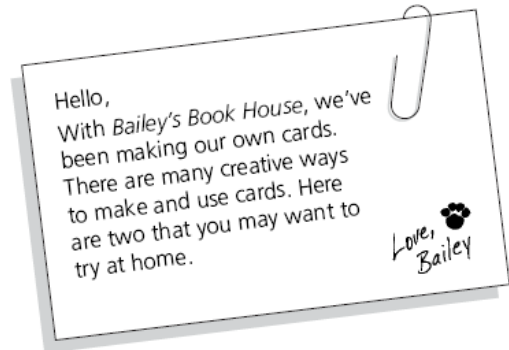 Hello,
With Bailey's Book House, we've
been making our own cards.
There are many creative ways
to make and use cards. Here
are two that you may want to
try at home.
Love,
Bailey